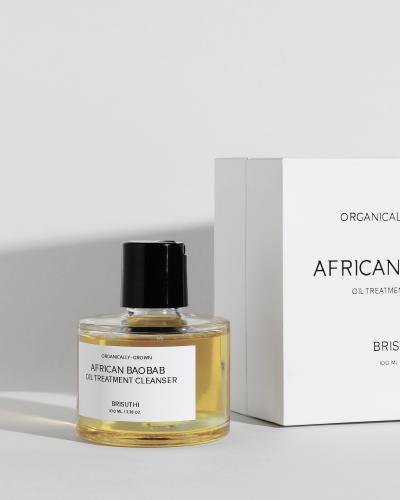 ORGANICALLY-GROWN
AFRICAN BAOBAB
OIL TREATMENT CLEANSER
BRISUTHI
100 ML / 3.38 OZ.
ORGANICAL
AFRICAN
OIL TREATMEN
BRIS
100 ML